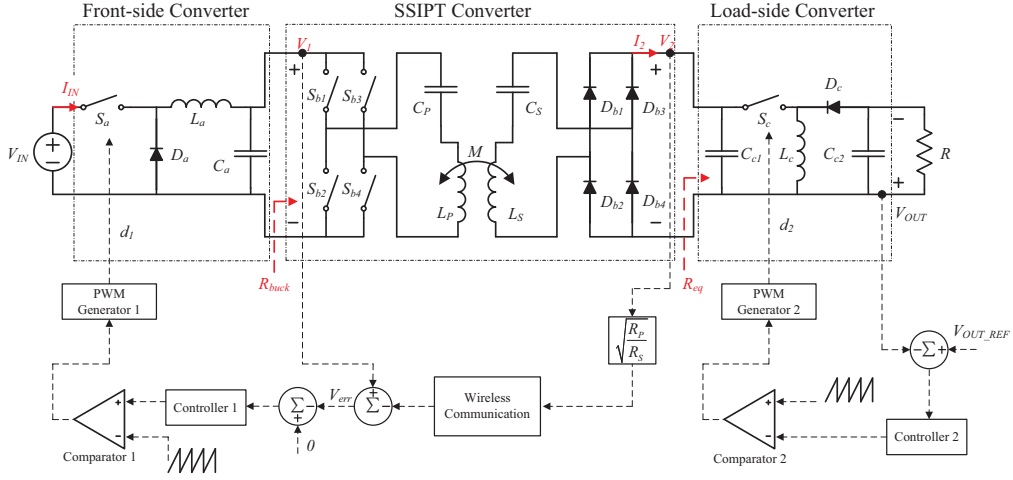 Front-side Converter
SSIPT Converter
Load-side Converter
V1
I2
V2
IIN
Sa
La
Da
Ca
VIN
+
−
Sb1
Sb3
Sb2
Sb4
CP
CS
M
LP
LS
Db1
Db3
Db2
Db4
+
−
Sc
Dc
Cc1
Lc
Cc2
R
−
+
VOUT
d1
d2
Rbuck
Req
PWM
Generator 1
PWM
Generator 2
√RP/RS
VOUT_REF
− Σ +
Controller 1
Σ − +
Verr
+ Σ −
Wireless
Communication
0
+
−
Comparator 1
+
−
Comparator 2
Controller 2